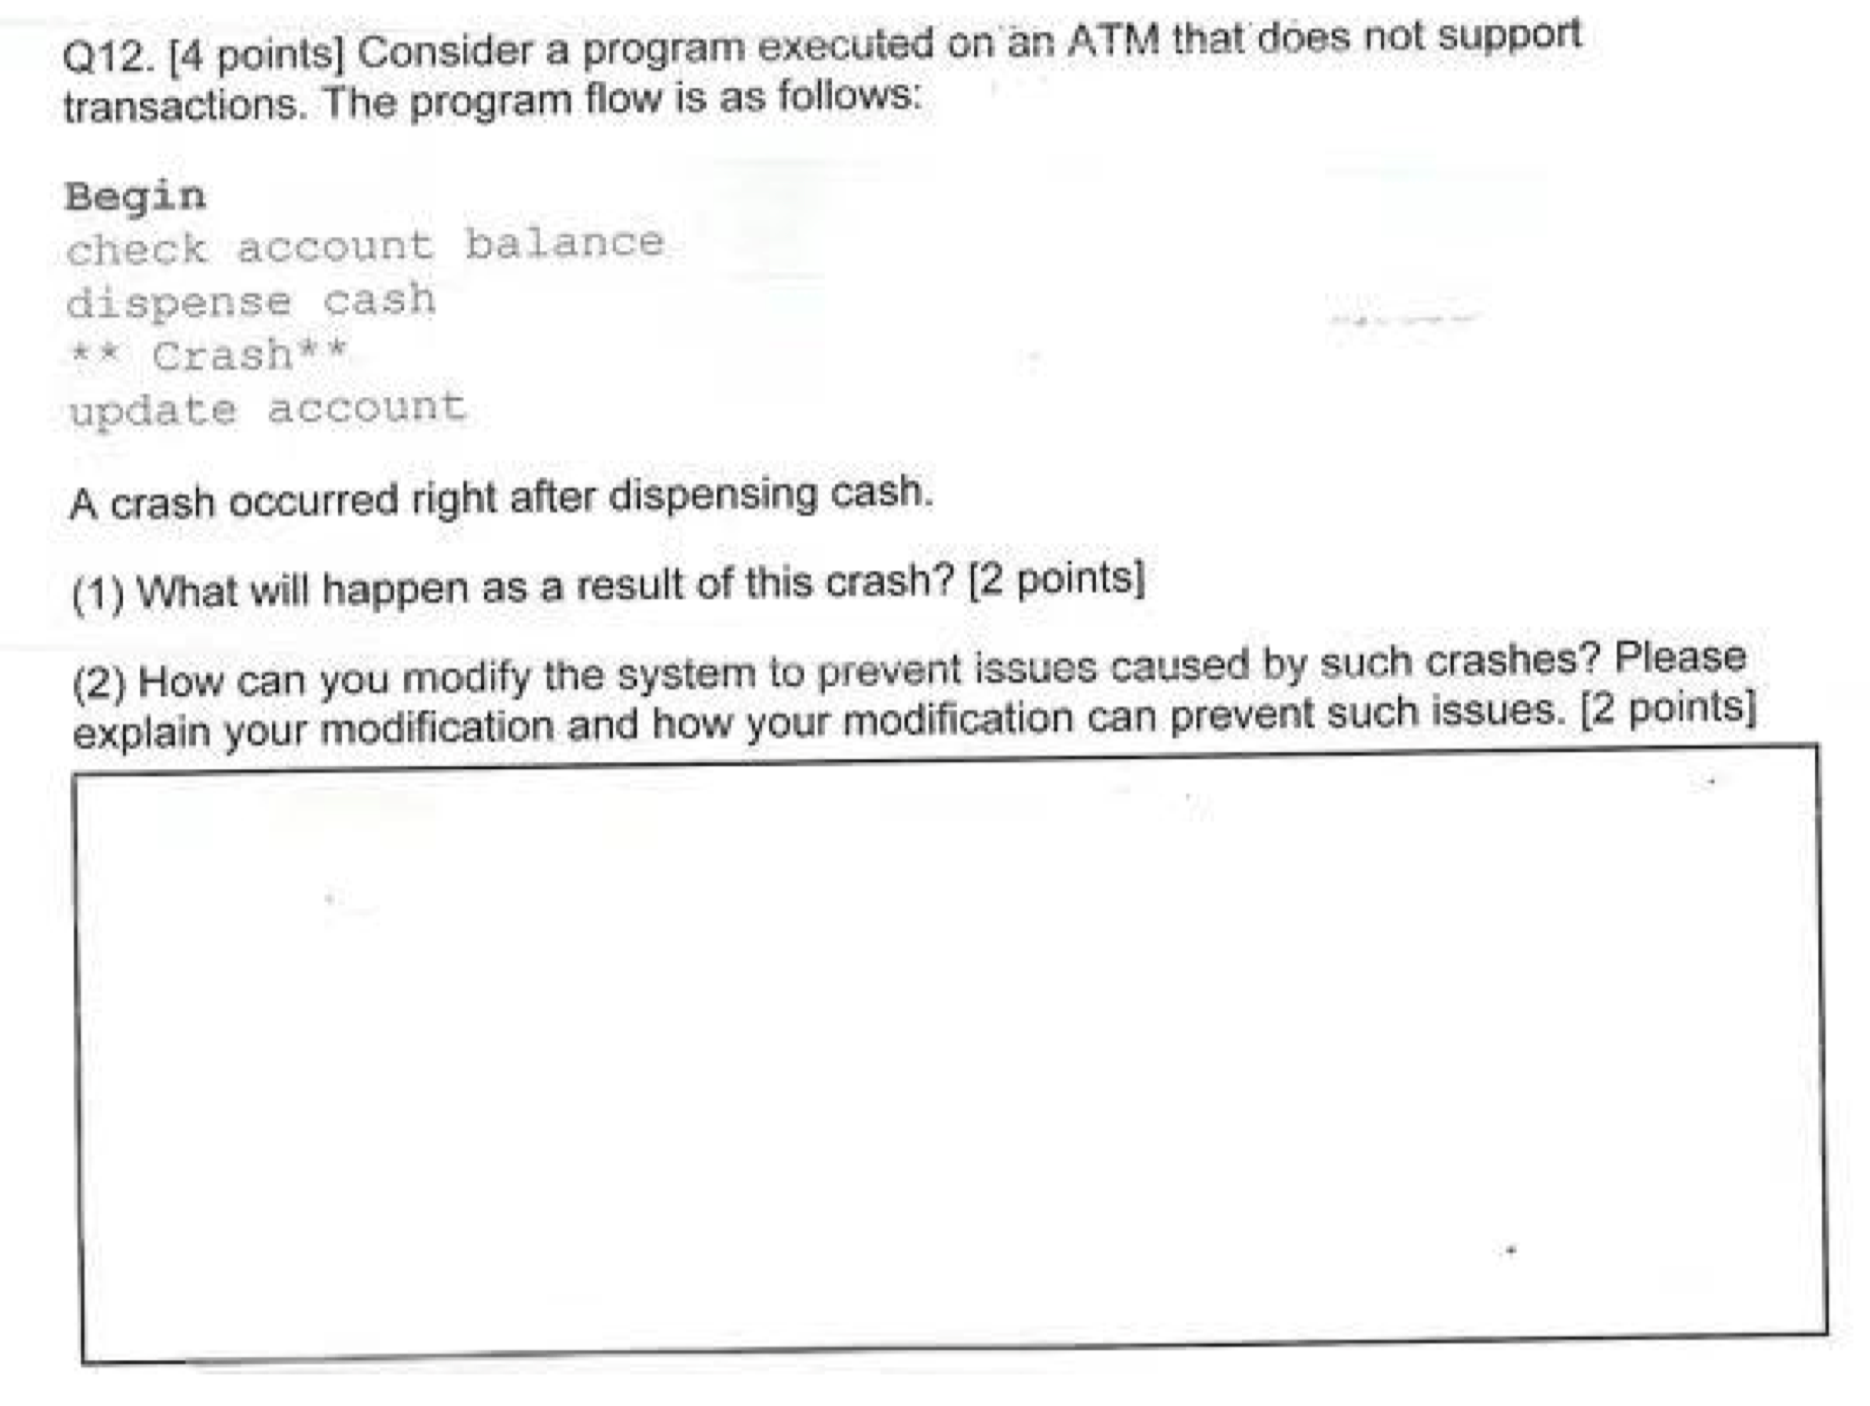 Q12. [4 points] Consider a program executed on an ATM that does not support
transactions. The program flow is as follows:
Begin
check account balance
dispense cash
** Crash**
update account
A crash occurred right after dispensing cash.
(1) What will happen as a result of this crash? [2 points]
(2) How can you modify the system to prevent issues caused by such crashes? Please
explain your modification and how your modification can prevent such issues. [2 points]